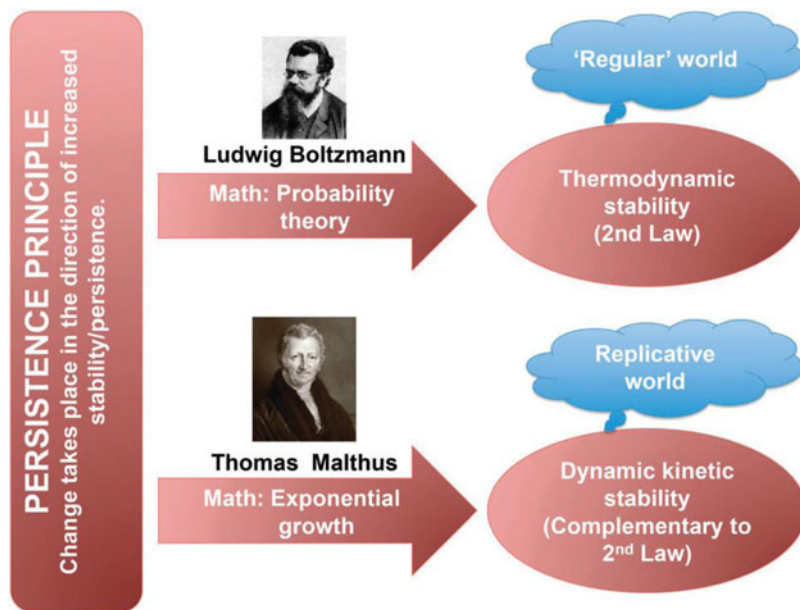 PERSISTENCE PRINCIPLE
Change takes place in the direction of increased
stability/persistence.
Ludwig Boltzmann
Math: Probability
theory
‘Regular’ world
Thermodynamic
stability
(2nd Law)
Thomas Malthus
Math: Exponential
growth
Replicative
world
Dynamic kinetic
stability
(Complementary to
2nd Law)